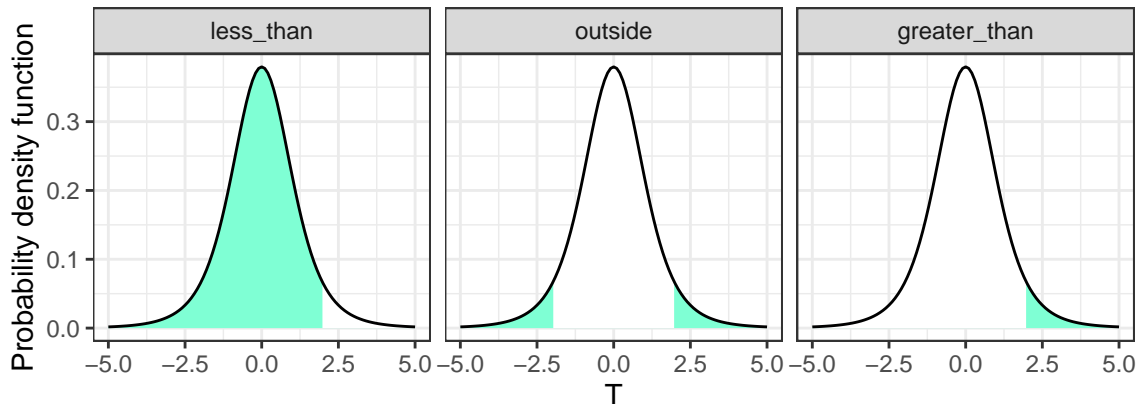 less_than
outside
greater_than
Probability density function
0.3
0.2
0.1
0.0
−5.0 −2.5 0.0 2.5 5.0
−5.0 −2.5 0.0 2.5 5.0
−5.0 −2.5 0.0 2.5 5.0
T